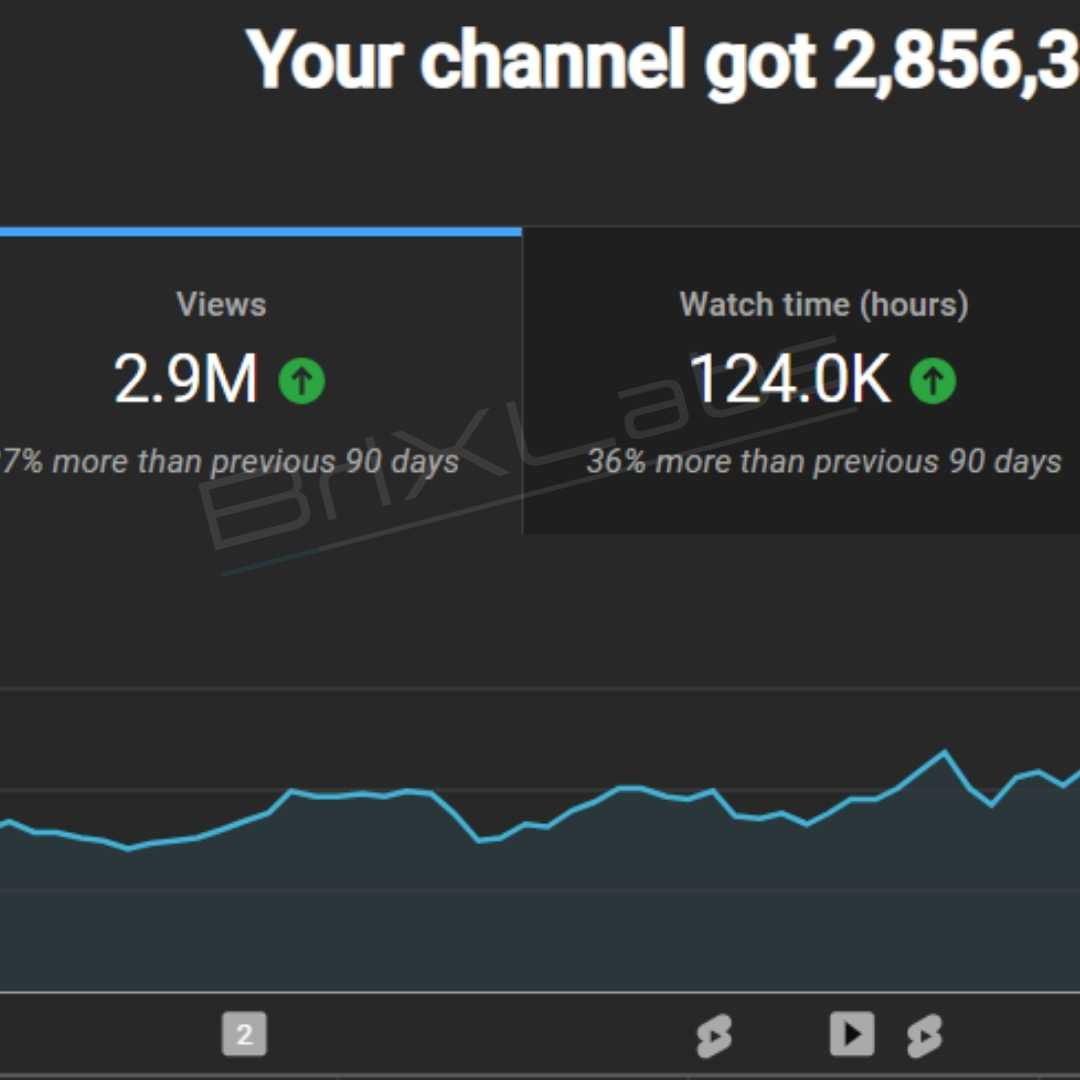 Your channel got 2,856,3
Views
Watch time (hours)
2.9M
124.0K
7% more than previous 90 days
36% more than previous 90 days
BrixLabs
2